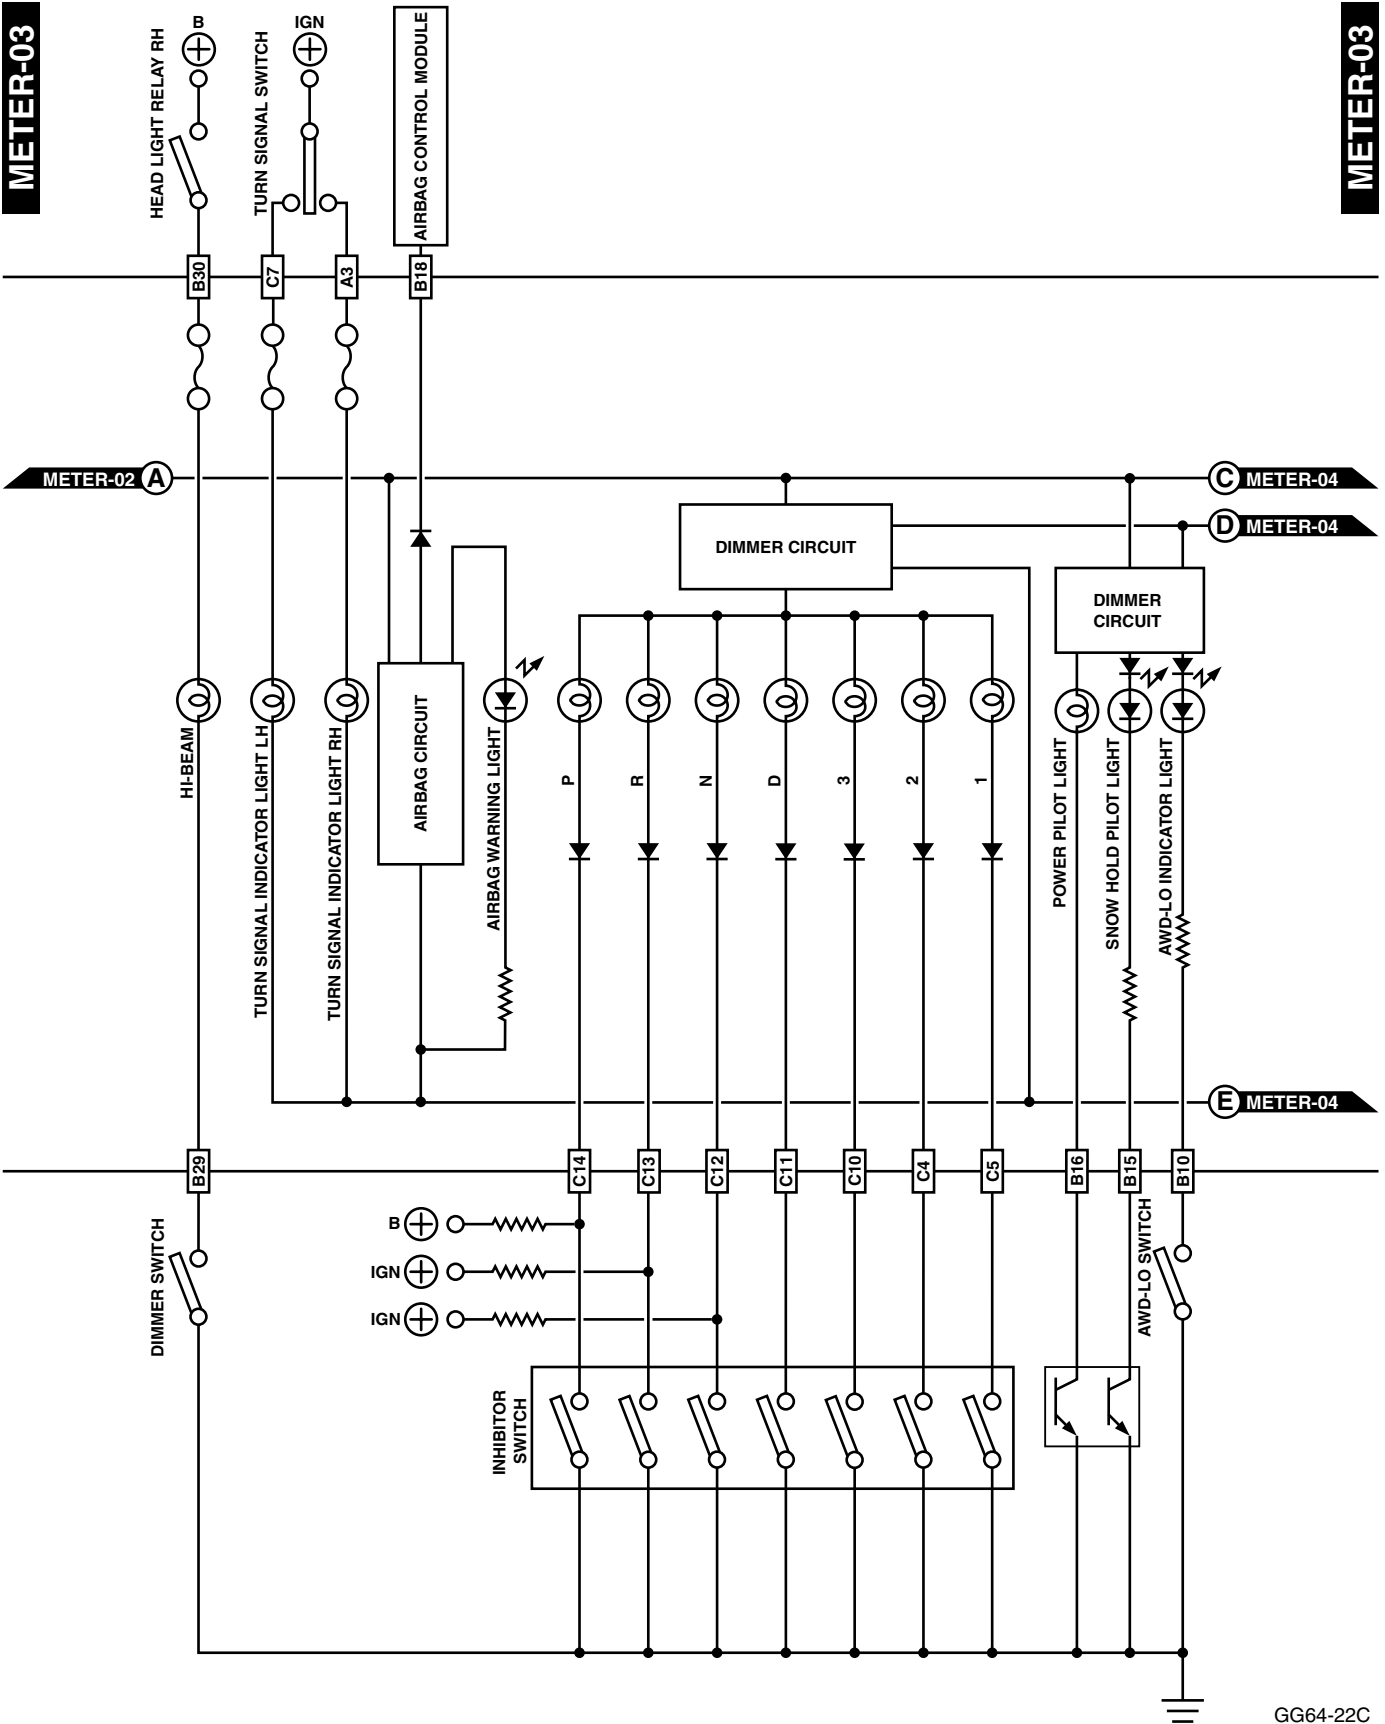 METER-03
METER-03
B
IGN
HEAD LIGHT RELAY RH
TURN SIGNAL SWITCH
AIRBAG CONTROL MODULE
B30
C7
A3
B18
METER-02
A
C
METER-04
D
METER-04
DIMMER CIRCUIT
DIMMER
CIRCUIT
AIRBAG CIRCUIT
HI-BEAM
TURN SIGNAL INDICATOR LIGHT LH
TURN SIGNAL INDICATOR LIGHT RH
AIRBAG WARNING LIGHT
P
R
N
D
3
2
1
POWER PILOT LIGHT
SNOW HOLD PILOT LIGHT
AWD-LO INDICATOR LIGHT
E
METER-04
B29
C14
C13
C12
C11
C10
C4
C5
B16
B15
B10
B
IGN
IGN
DIMMER SWITCH
AWD-LO SWITCH
INHIBITOR
SWITCH
GG64-22C